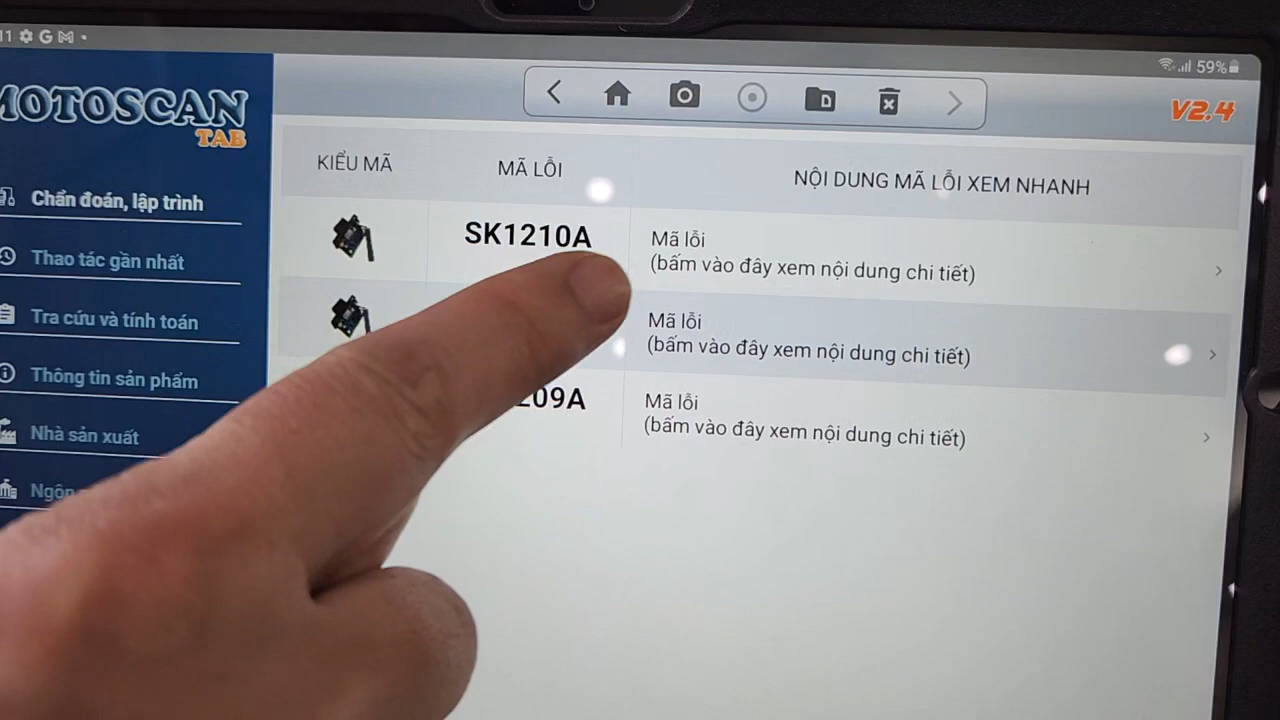 11
59%
MOTOSCAN
TAB
V2.4
Chẩn đoán, lập trình
Thao tác gần nhất
Tra cứu và tính toán
Thông tin sản phẩm
Nhà sản xuất
KIỂU MÃ
MÃ LỖI
NỘI DUNG MÃ LỖI XEM NHANH
SK1210A
Mã lỗi
(bấm vào đây xem nội dung chi tiết)
Mã lỗi
(bấm vào đây xem nội dung chi tiết)
09A
Mã lỗi
(bấm vào đây xem nội dung chi tiết)